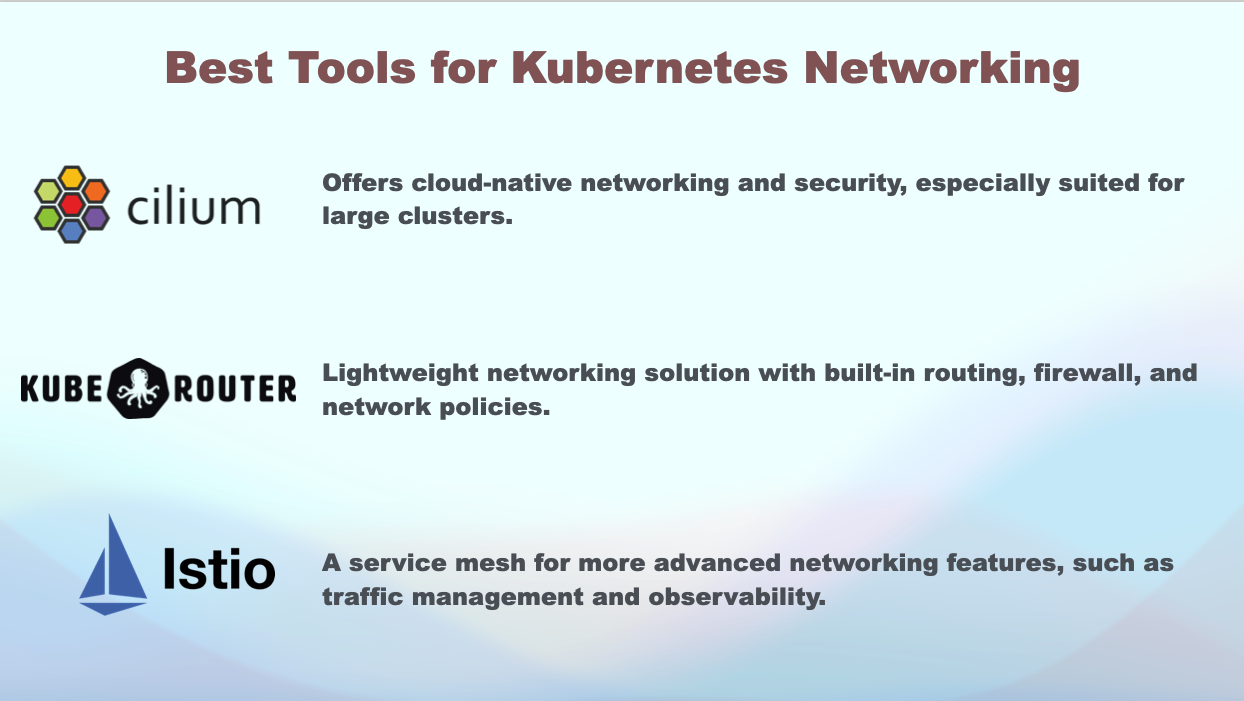 Best Tools for Kubernetes Networking
cilium
Offers cloud-native networking and security, especially suited for
large clusters.
KUBE ROUTER
Lightweight networking solution with built-in routing, firewall, and
network policies.
Istio
A service mesh for more advanced networking features, such as
traffic management and observability.